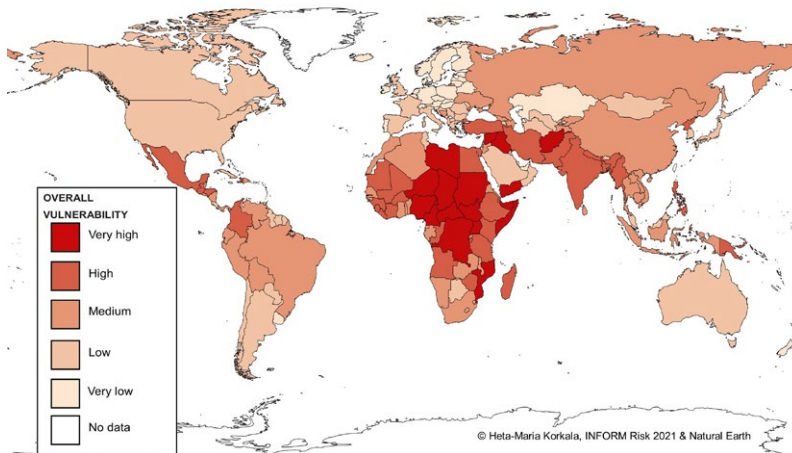 OVERALL
VULNERABILITY
Very high
High
Medium
Low
Very low
No data
© Heta-Maria Korkala, INFORM Risk 2021 & Natural Earth